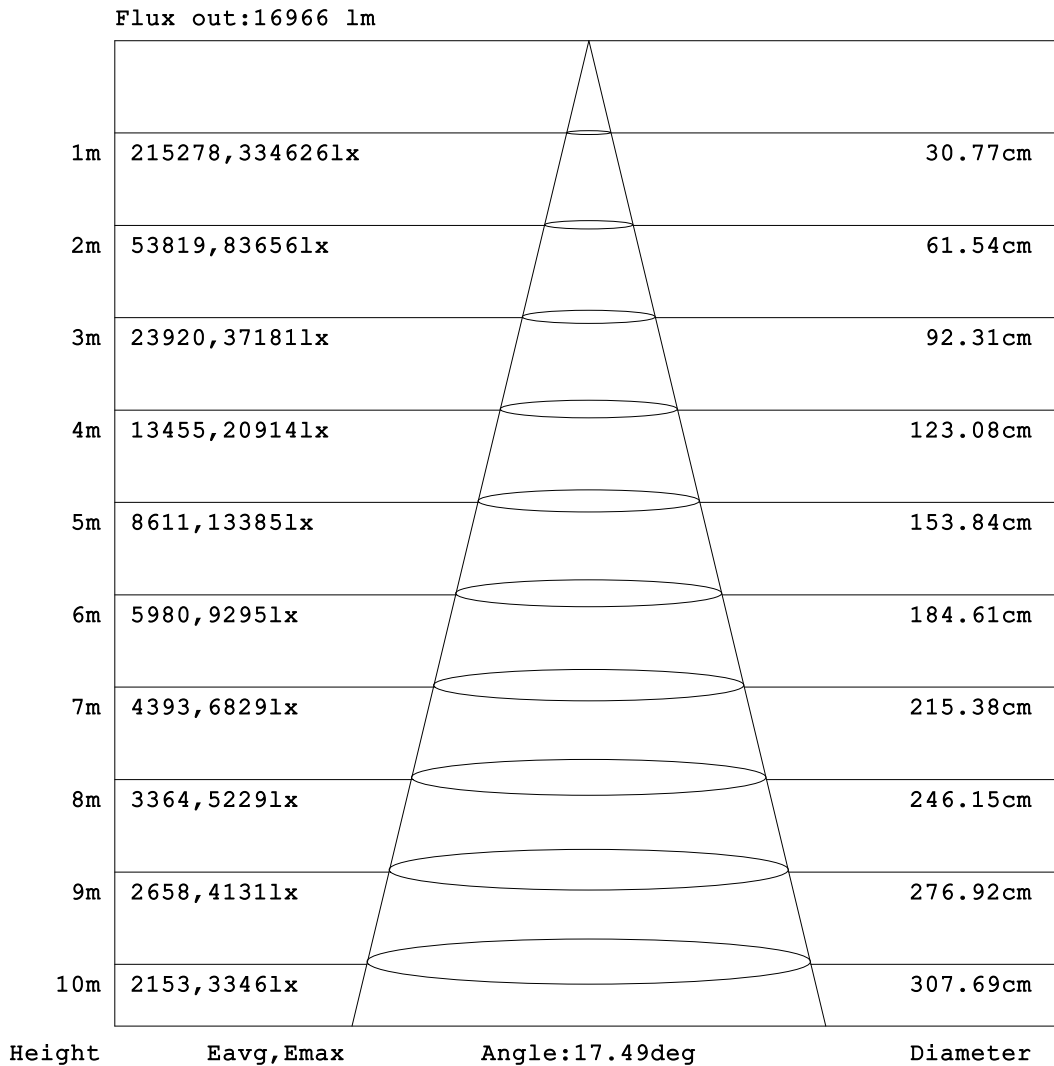 Flux out:16966 lm
1m 215278,334626lx 30.77cm
2m 53819,83656lx 61.54cm
3m 23920,37181lx 92.31cm
4m 13455,20914lx 123.08cm
5m 8611,13385lx 153.84cm
6m 5980,9295lx 184.61cm
7m 4393,6829lx 215.38cm
8m 3364,5229lx 246.15cm
9m 2658,4131lx 276.92cm
10m 2153,3346lx 307.69cm
Height Eavg,Emax Angle:17.49deg Diameter